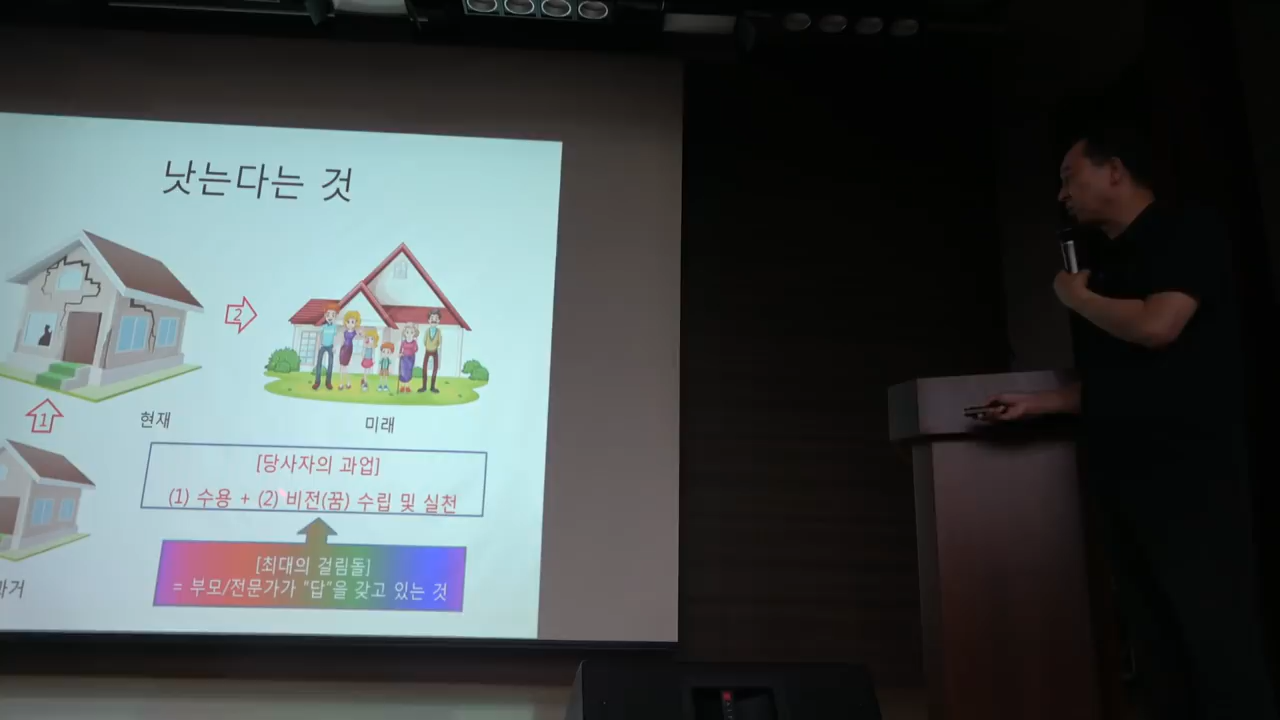 낫는다는 것
2
1
현재
미래
[당사자의 과업]
(1) 수용 + (2) 비전(꿈) 수립 및 실천
[최대의 걸림돌]
= 부모/전문가가 “답”을 갖고 있는 것
과거